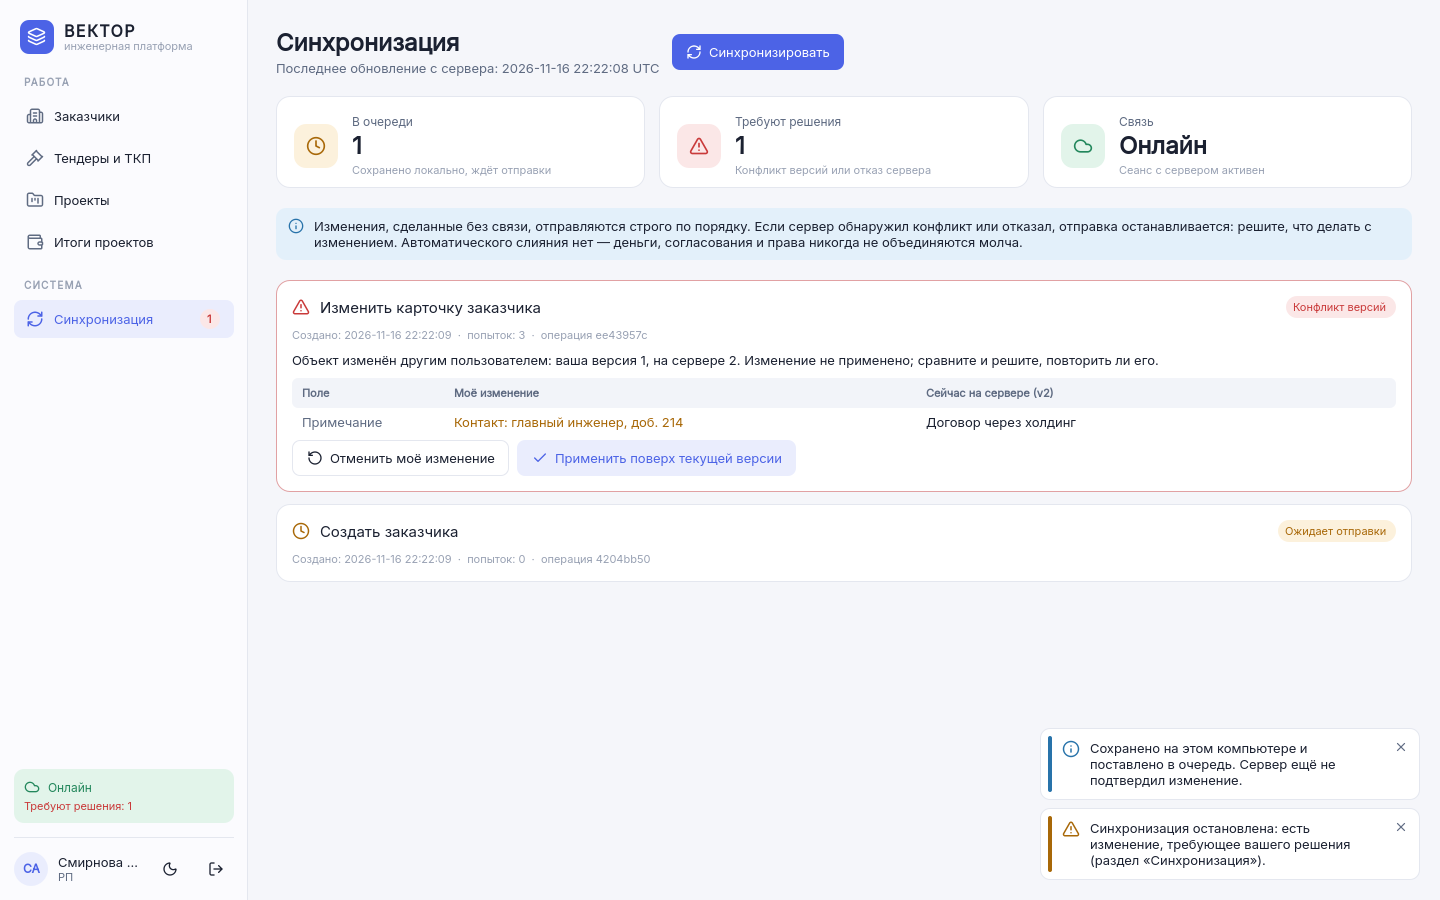 ВЕКТОР
инженерная платформа
РАБОТА
Заказчики
Тендеры и ТКП
Проекты
Итоги проектов
СИСТЕМА
Синхронизация 1
Онлайн
Требуют решения: 1
СА
Смирнова ...
РП
Синхронизация
Последнее обновление с сервера: 2026-11-16 22:22:08 UTC
Синхронизировать
В очереди
1
Сохранено локально, ждёт отправки
Требуют решения
1
Конфликт версий или отказ сервера
Связь
Онлайн
Сеанс с сервером активен
Изменения, сделанные без связи, отправляются строго по порядку. Если сервер обнаружил конфликт или отказал, отправка останавливается: решите, что делать с
изменением. Автоматического слияния нет — деньги, согласования и права никогда не объединяются молча.
Изменить карточку заказчика
Конфликт версий
Создано: 2026-11-16 22:22:09 · попыток: 3 · операция ee43957c
Объект изменён другим пользователем: ваша версия 1, на сервере 2. Изменение не применено; сравните и решите, повторить ли его.
Поле Моё изменение Сейчас на сервере (v2)
Примечание Контакт: главный инженер, доб. 214 Договор через холдинг
Отменить моё изменение
Применить поверх текущей версии
Создать заказчика
Ожидает отправки
Создано: 2026-11-16 22:22:09 · попыток: 0 · операция 4204bb50
Сохранено на этом компьютере и
поставлено в очередь. Сервер ещё не
подтвердил изменение.
Синхронизация остановлена: есть
изменение, требующее вашего решения
(раздел «Синхронизация»).